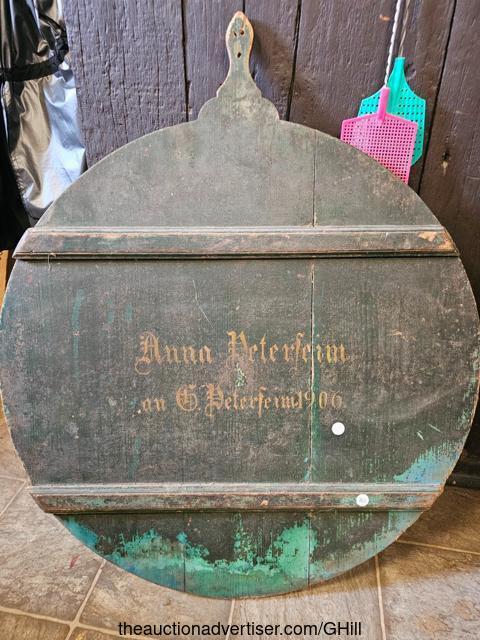 Anna Peterseim
an G. Peterseim 1906
theauctionadvertiser.com/GHill